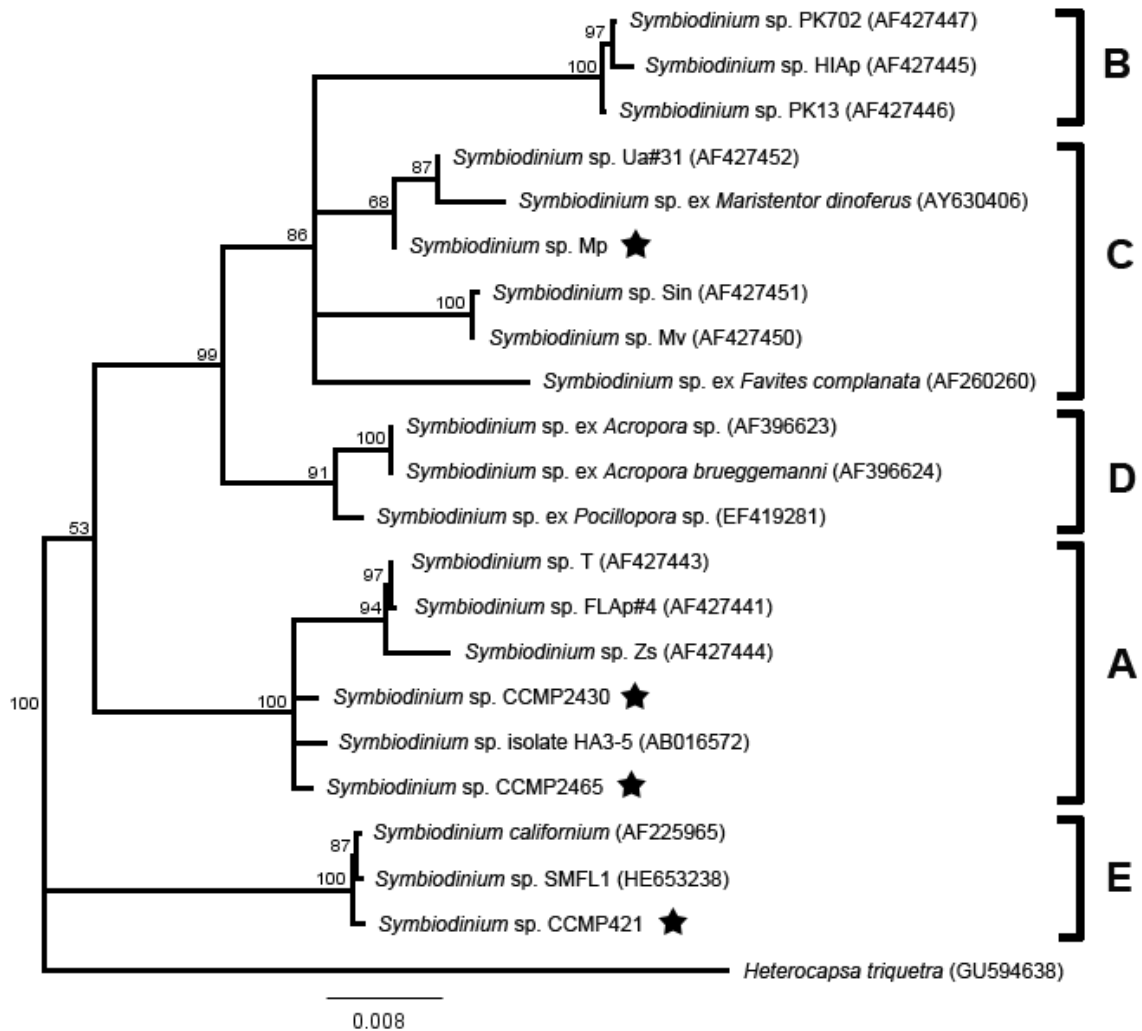 Symbiodinium sp. PK702 (AF427447)
97
Symbiodinium sp. HIAp (AF427445)
B
100
Symbiodinium sp. PK13 (AF427446)
Symbiodinium sp. Ua#31 (AF427452)
87
Symbiodinium sp. ex Maristentor dinoferus (AY630406)
68
Symbiodinium sp. Mp
C
86
Symbiodinium sp. Sin (AF427451)
100
Symbiodinium sp. Mv (AF427450)
99
Symbiodinium sp. ex Favites complanata (AF260260)
Symbiodinium sp. ex Acropora sp. (AF396623)
100
Symbiodinium sp. ex Acropora brueggemanni (AF396624)
D
91
Symbiodinium sp. ex Pocillopora sp. (EF419281)
53
Symbiodinium sp. T (AF427443)
97
Symbiodinium sp. FLAp#4 (AF427441)
94
Symbiodinium sp. Zs (AF427444)
A
Symbiodinium sp. CCMP2430
100
100
Symbiodinium sp. isolate HA3-5 (AB016572)
Symbiodinium sp. CCMP2465
Symbiodinium californium (AF225965)
87
Symbiodinium sp. SMFL1 (HE653238)
E
100
Symbiodinium sp. CCMP421
Heterocapsa triquetra (GU594638)
0.008